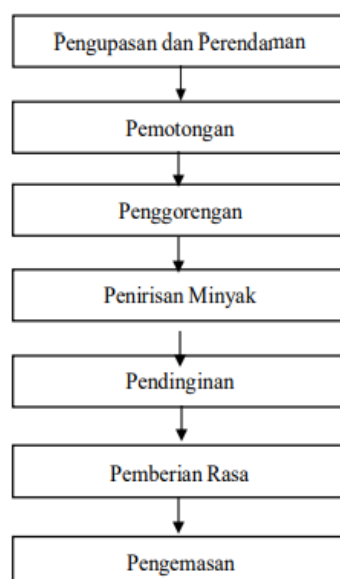 Pengupasan dan Perendaman
Pemotongan
Penggorengan
Penirisan Minyak
Pendinginan
Pemberian Rasa
Pengemasan